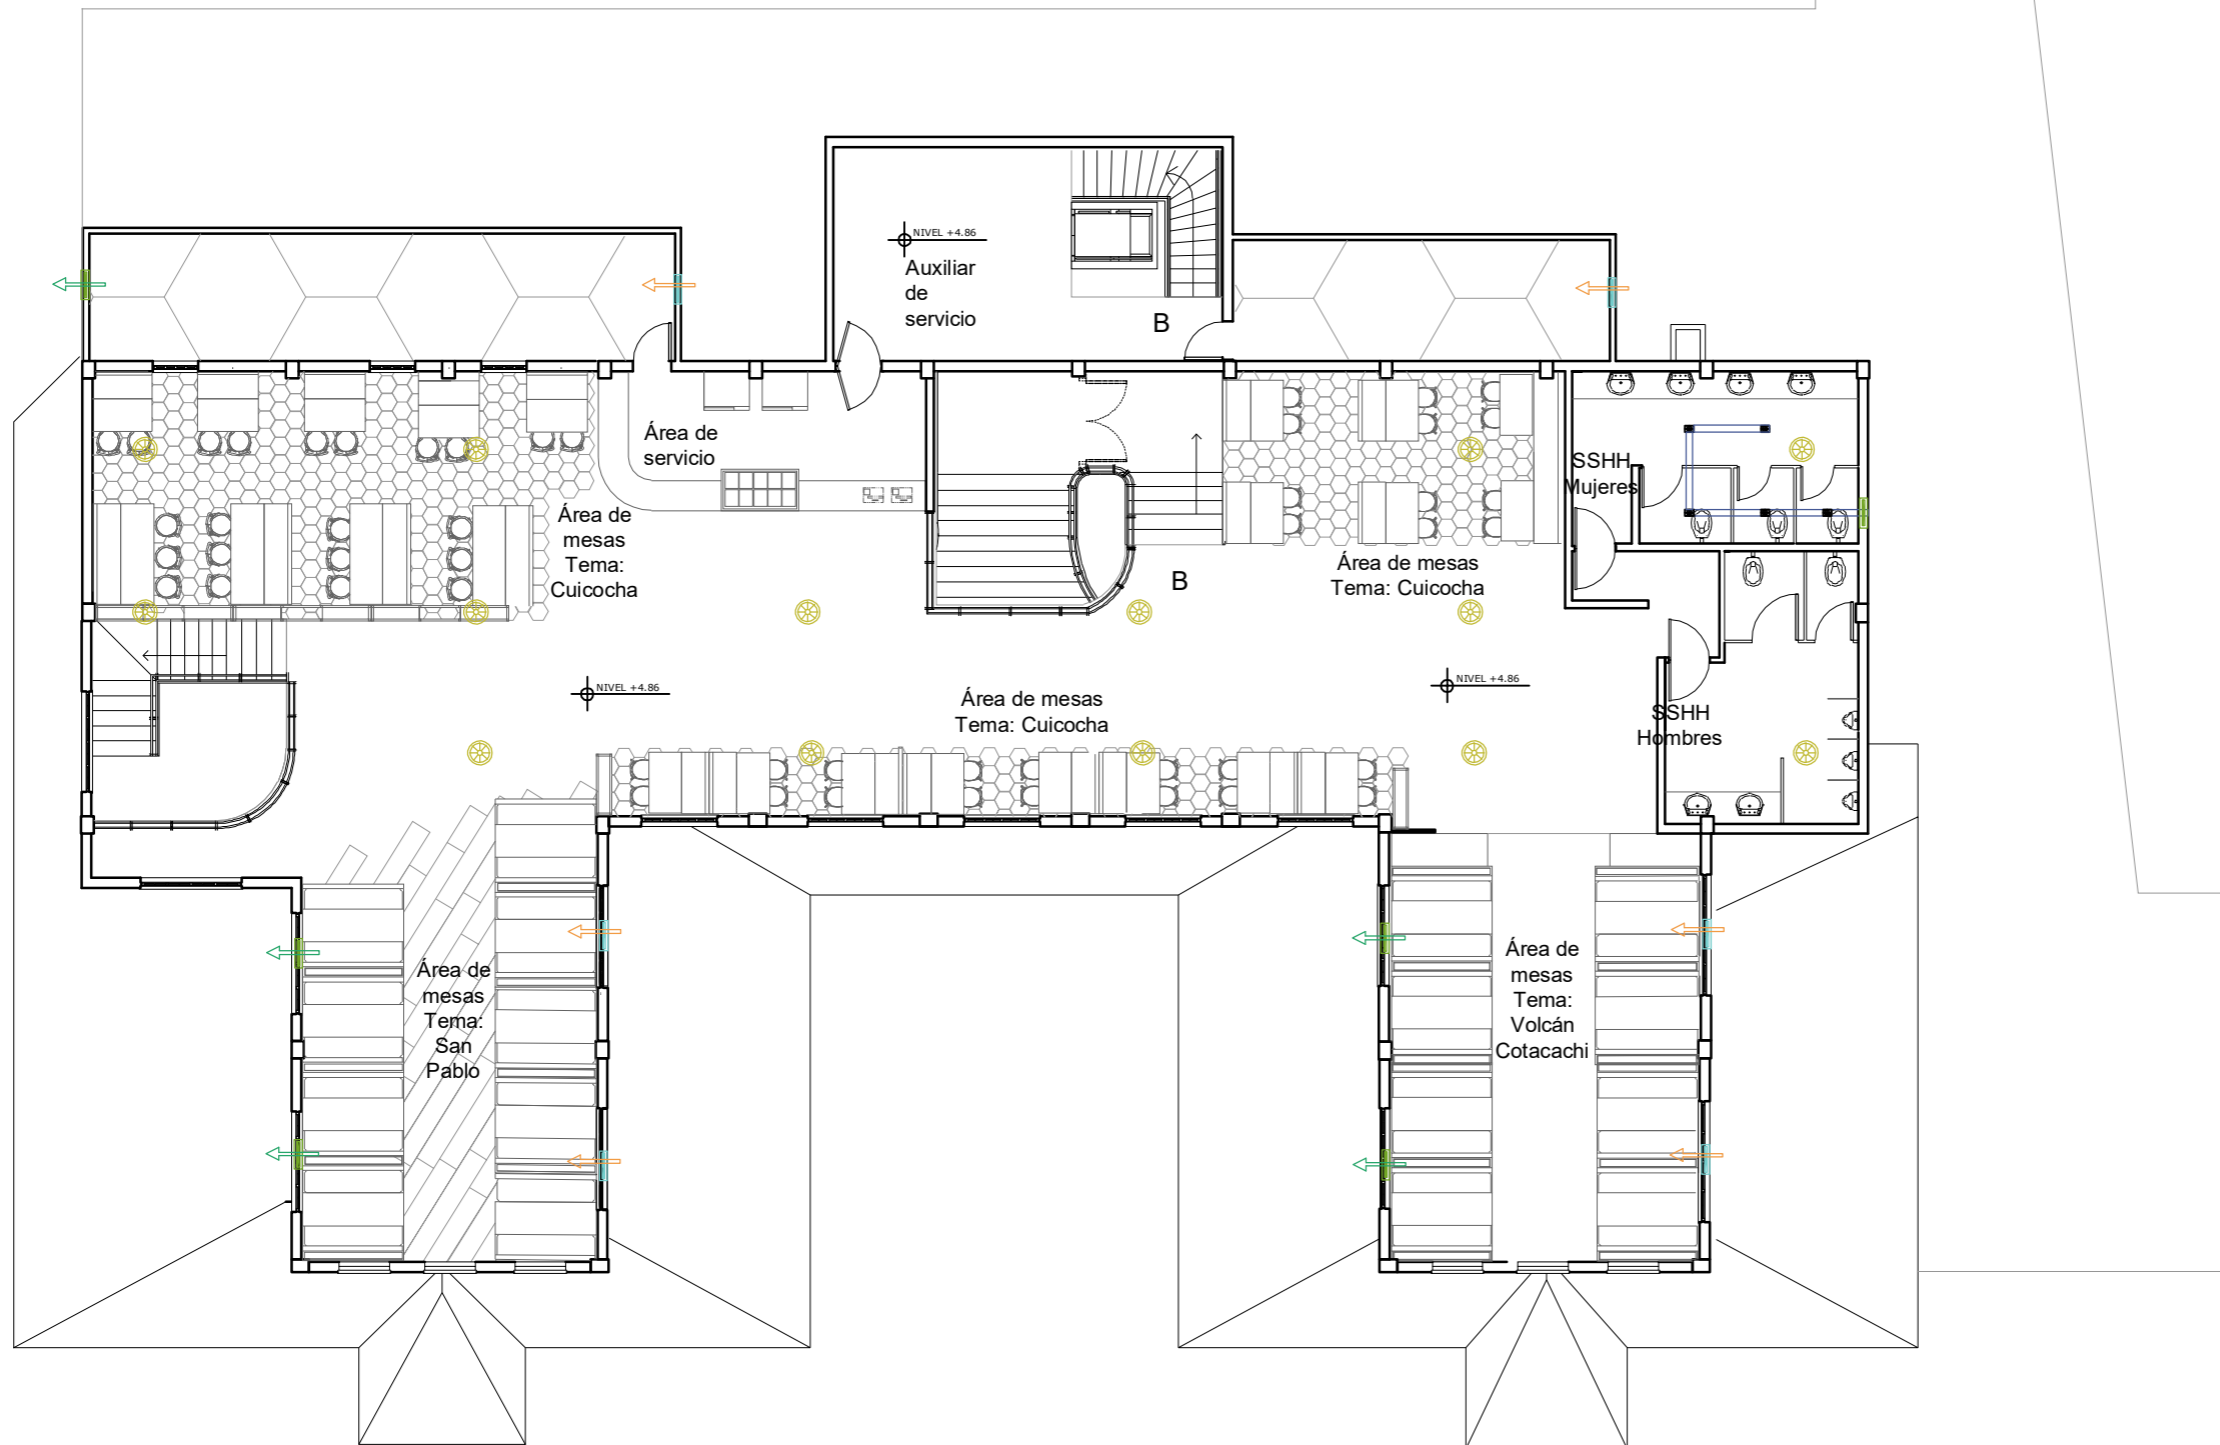 NIVEL +4.86
Auxiliar
de
servicio
B
Área de
servicio
SSHH
Mujeres
Área de
mesas
Tema:
Cuicocha
Área de mesas
Tema: Cuicocha
B
NIVEL +4.86
NIVEL +4.86
Área de mesas
Tema: Cuicocha
SSHH
Hombres
Área de
mesas
Tema:
San
Pablo
Área de
mesas
Tema:
Volcán
Cotacachi